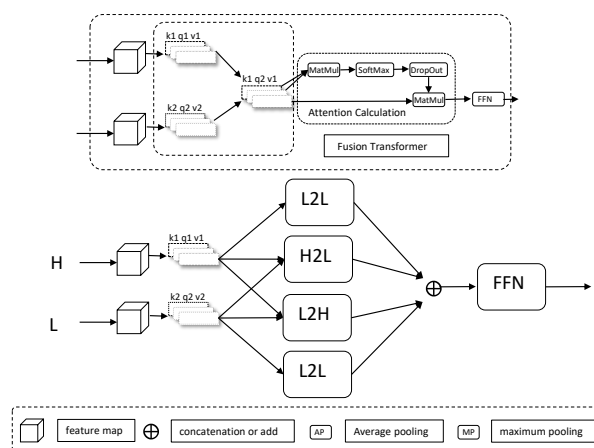 k1 q1 v1
k1 q2 v1
k2 q2 v2
MatMul
SoftMax
DropOut
MatMul
FFN
Attention Calculation
Fusion Transformer
H
k1 q1 v1
L
k2 q2 v2
L2L
H2L
L2H
L2L
FFN
feature map
concatenation or add
AP
Average pooling
MP
maximum pooling